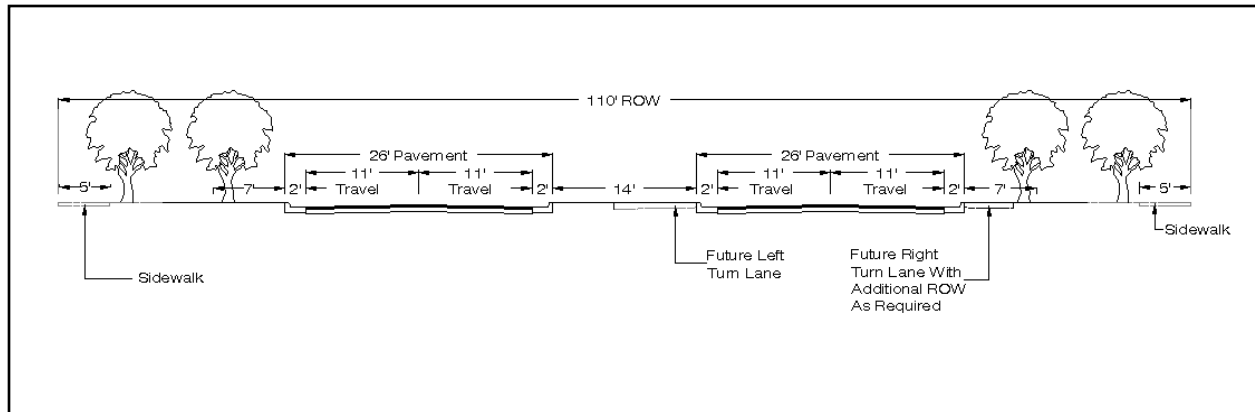 110' ROW
26' Pavement
26' Pavement
11'
11'
11'
11'
5'
7'
2'
Travel
Travel
2'
14'
2'
Travel
Travel
2'
7'
5'
Sidewalk
Sidewalk
Future Left
Turn Lane
Future Right
Turn Lane With
Additional ROW
As Required